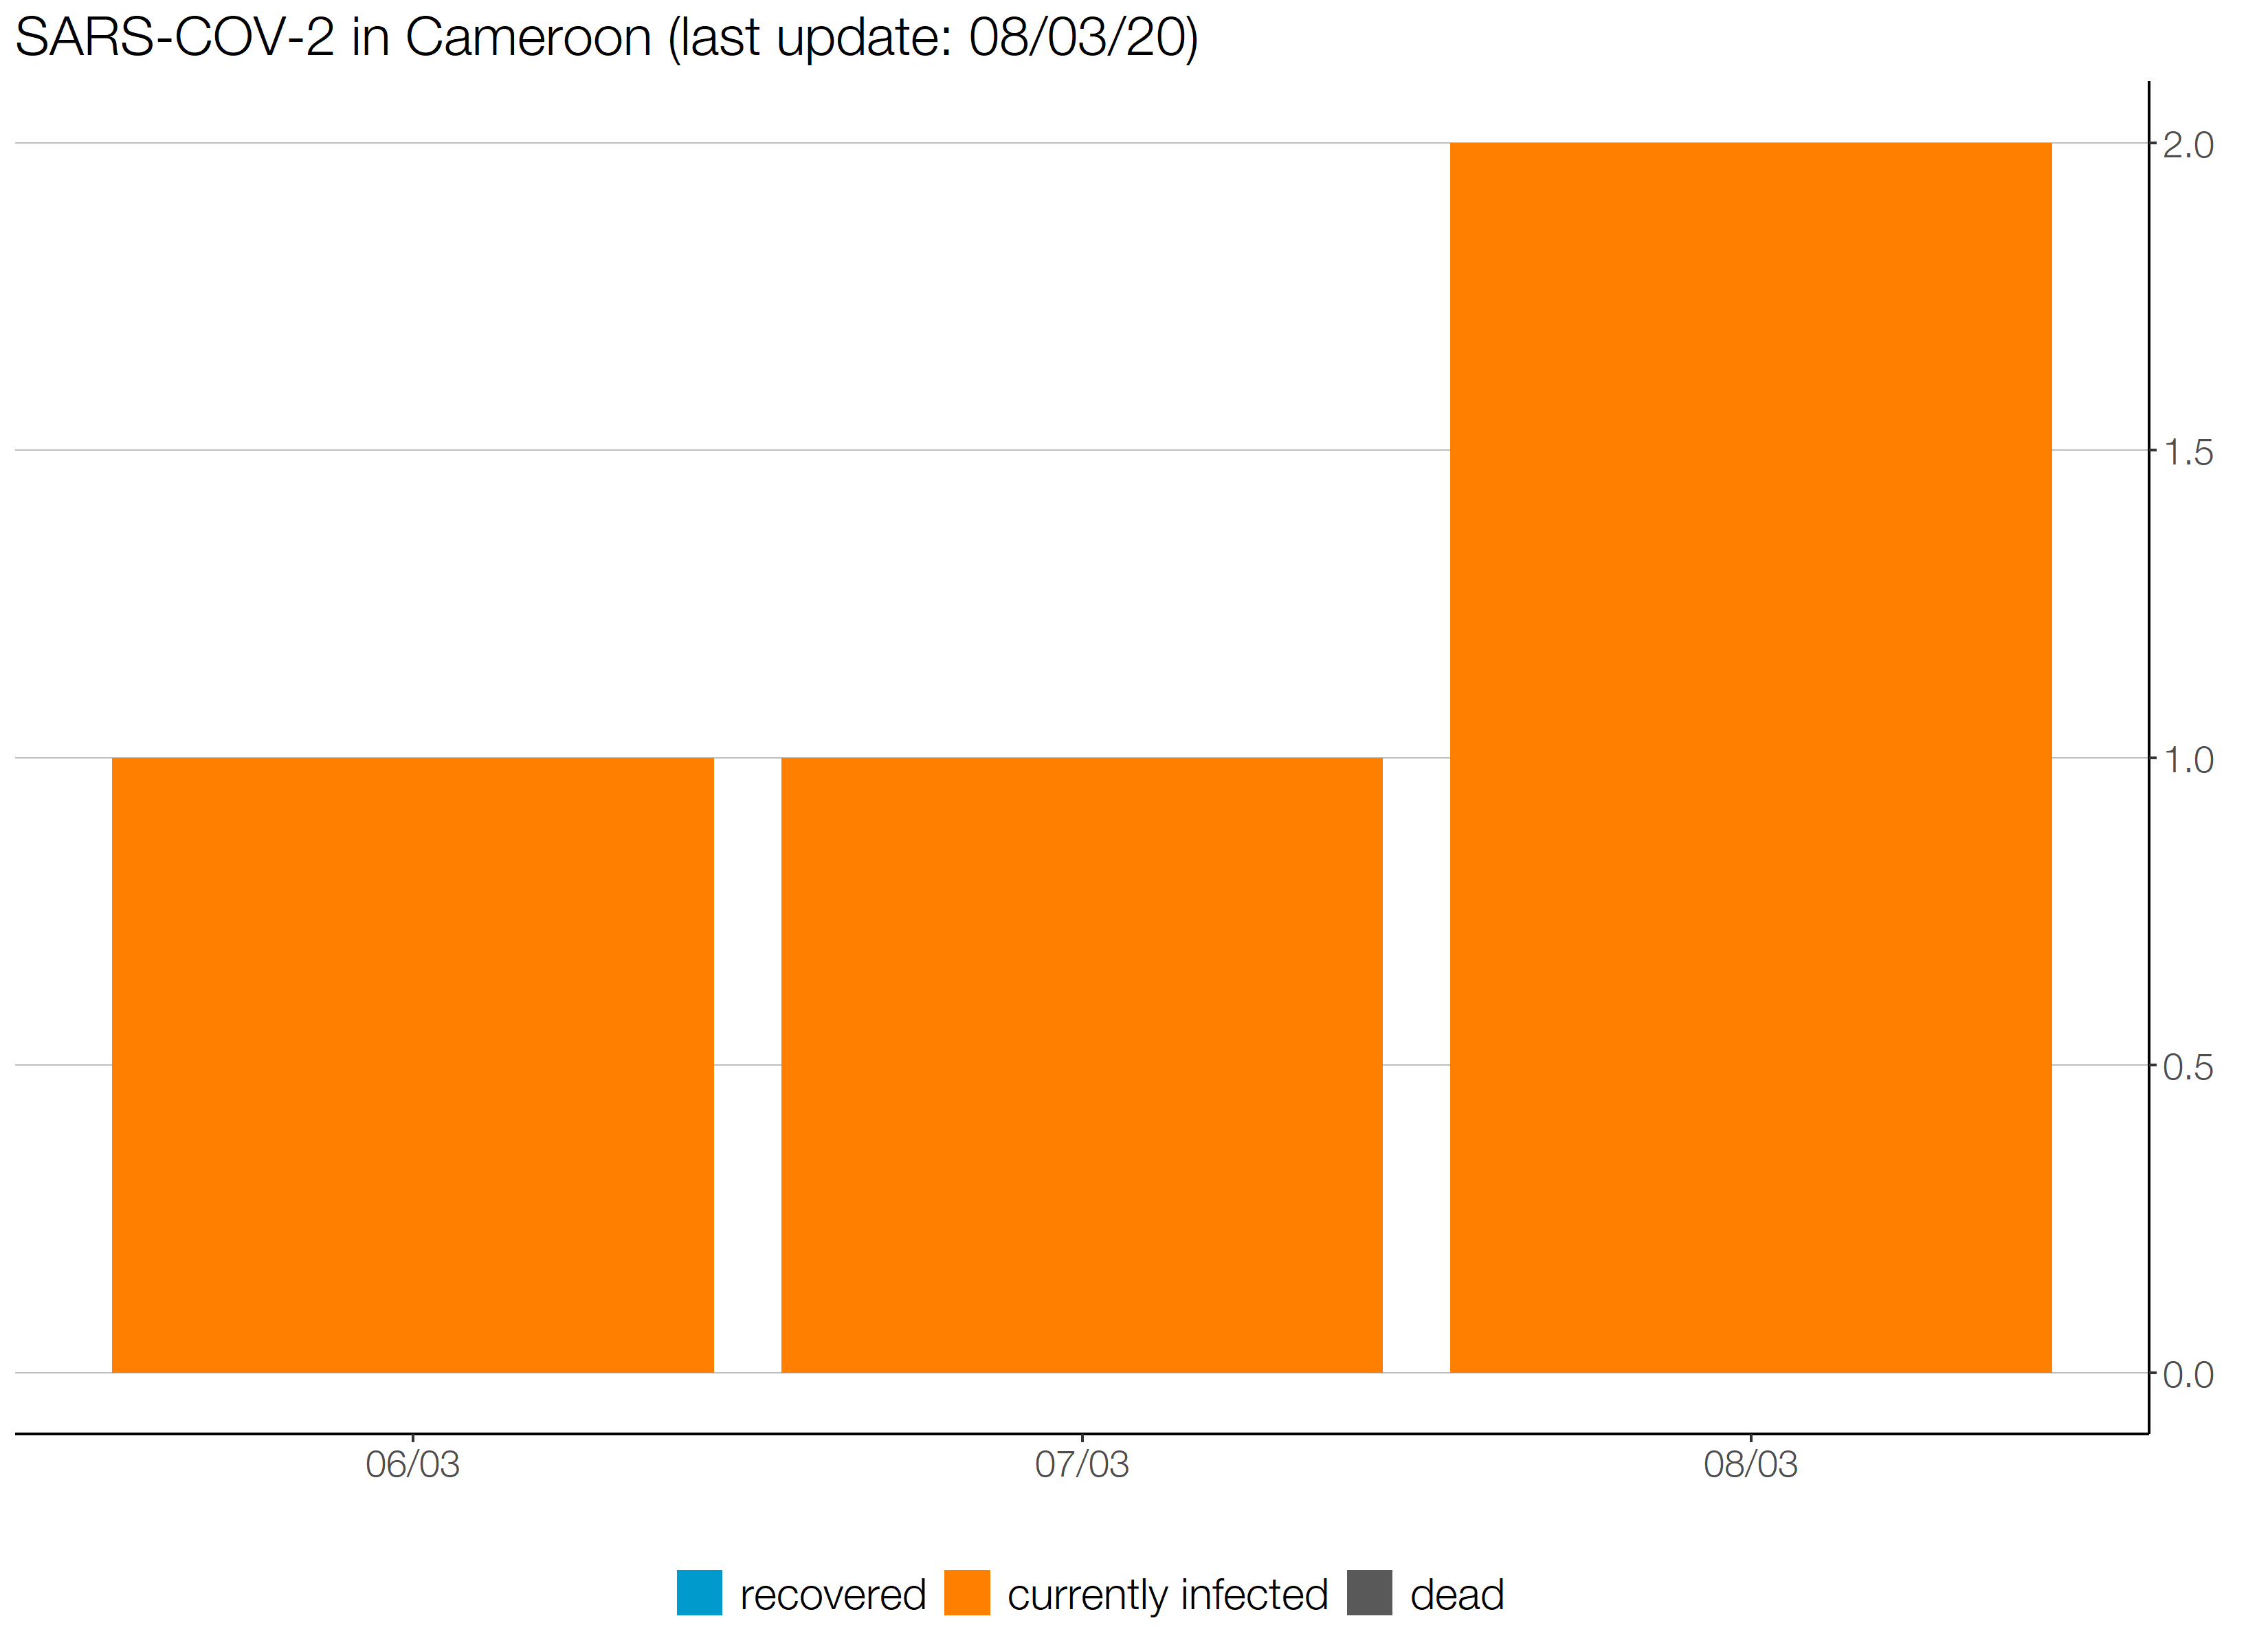 SARS-COV-2 in Cameroon (last update: 08/03/20)
2.0
1.5
1.0
0.5
0.0
06/03 07/03 08/03
recovered currently infected dead